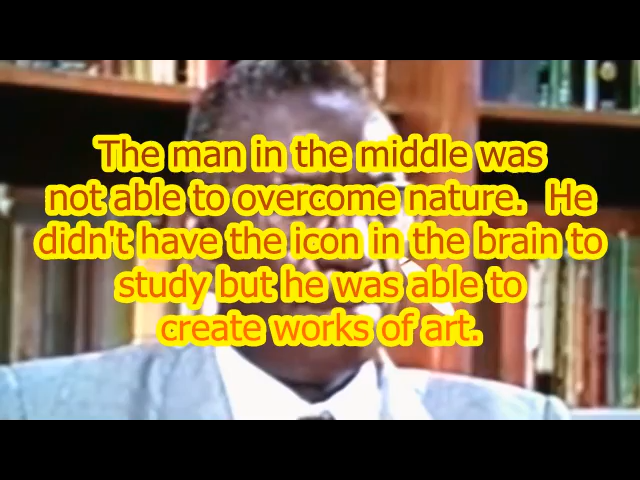 The man in the middle was
not able to overcome nature.  He
didn't have the icon in the brain to
study but he was able to
create works of art.